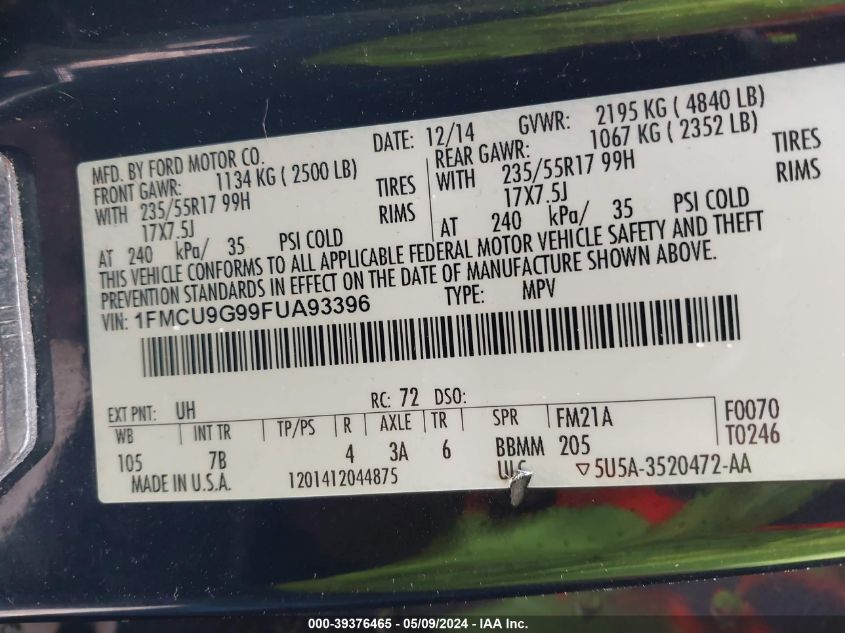 MFD. BY FORD MOTOR CO.
DATE: 12/14 GVWR: 2195 KG ( 4840 LB)
FRONT GAWR: 1134 KG ( 2500 LB)
REAR GAWR: 1067 KG ( 2352 LB)
WITH 235/55R17 99H TIRES
WITH 235/55R17 99H TIRES
17X7.5J RIMS
17X7.5J RIMS
AT 240 kPa/ 35 PSI COLD
AT 240 kPa/ 35 PSI COLD
THIS VEHICLE CONFORMS TO ALL APPLICABLE FEDERAL MOTOR VEHICLE SAFETY AND THEFT
PREVENTION STANDARDS IN EFFECT ON THE DATE OF MANUFACTURE SHOWN ABOVE.
VIN: 1FMCU9G99FUA93396 TYPE: MPV
EXT PNT: UH RC: 72 DSO:
WB INT TR TP/PS R AXLE TR SPR FM21A F0070
105 7B 4 3A 6 BBMM 205 T0246
MADE IN U.S.A. 1201412044875 ULC ▽5U5A-3520472-AA
000-39376465 - 05/09/2024 - IAAI.com